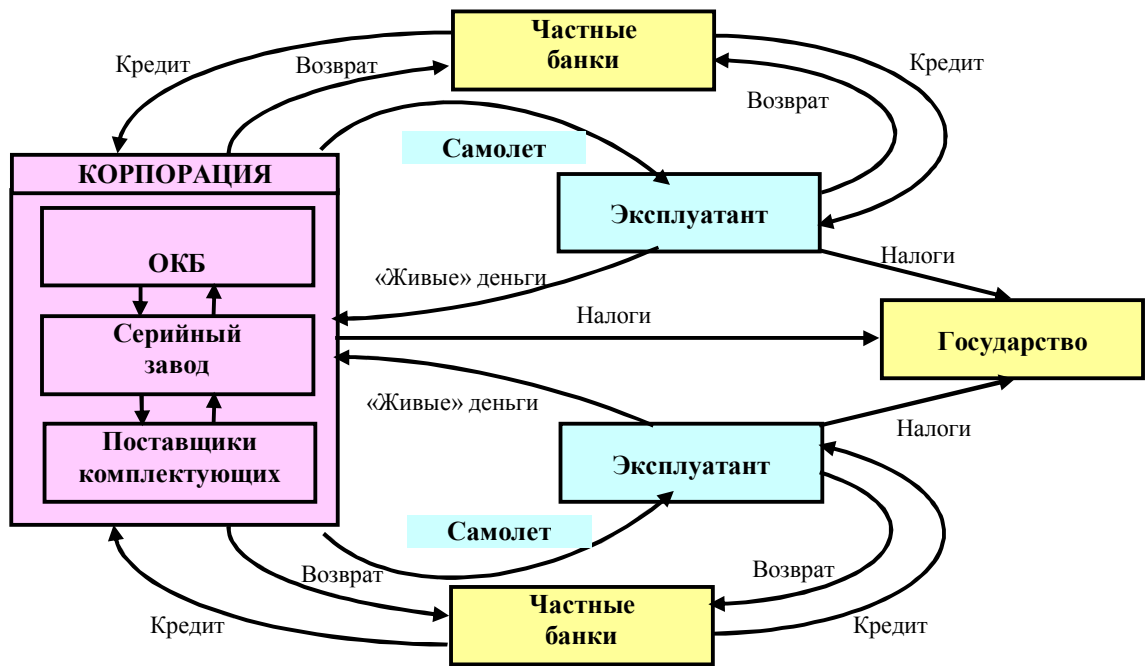 Частные
банки
Кредит
Возврат
Кредит
Возврат
Самолет
КОРПОРАЦИЯ
Эксплуатант
ОКБ
Налоги
«Живые» деньги
Налоги
Серийный
завод
Государство
«Живые» деньги
Налоги
Поставщики
комплектующих
Эксплуатант
Самолет
Возврат
Возврат
Частные
банки
Кредит
Кредит